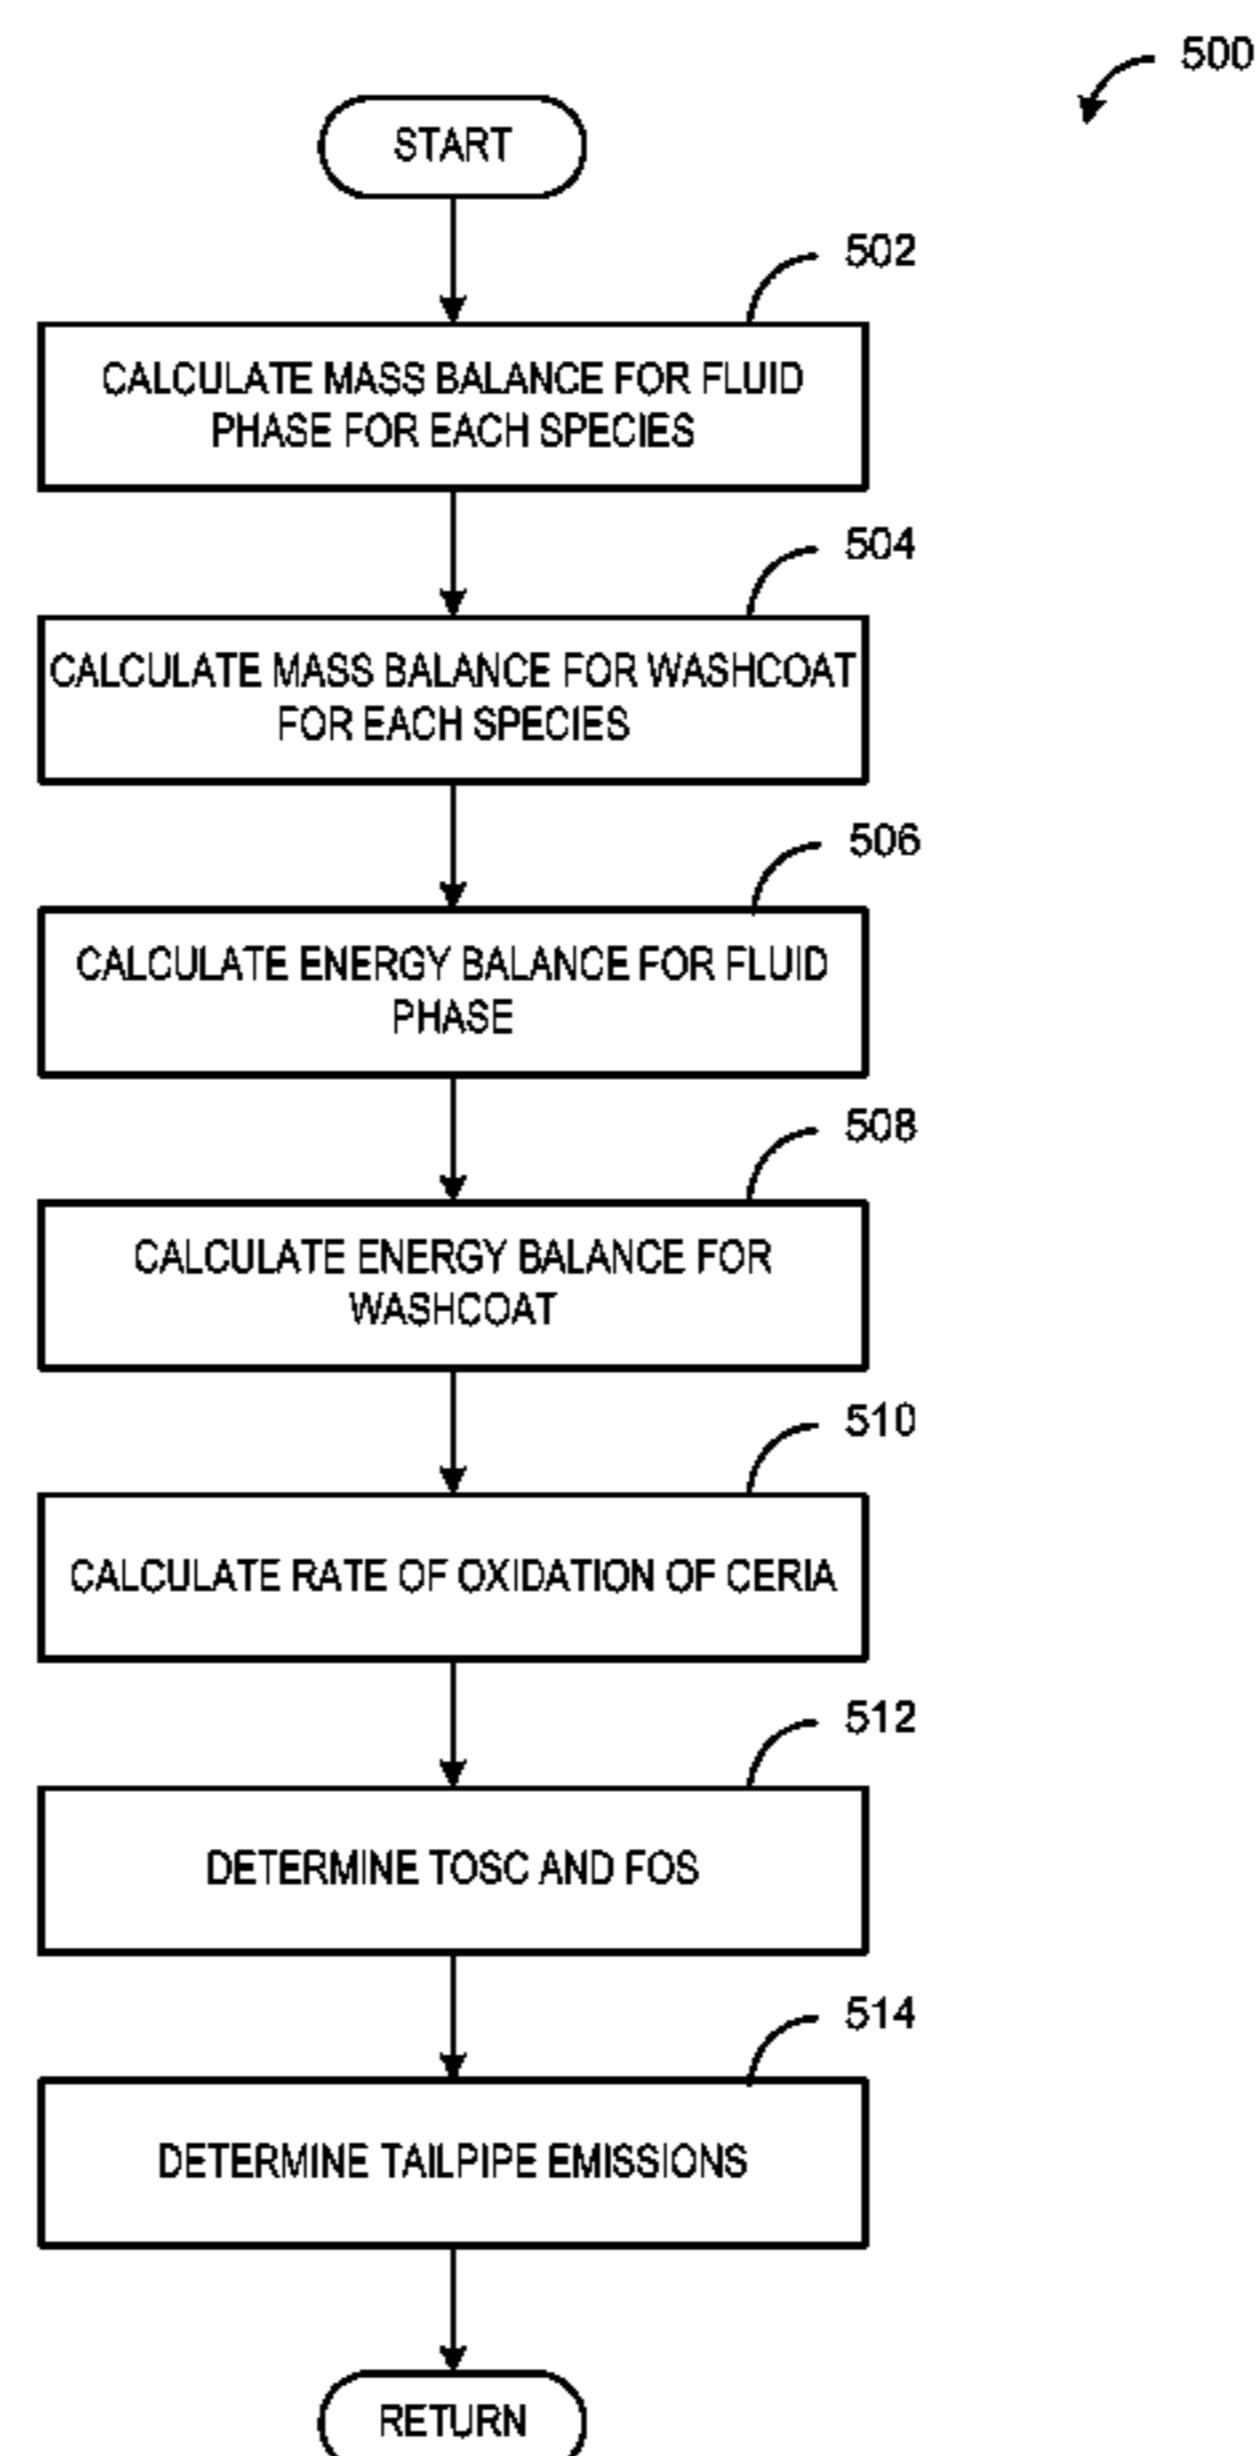 500
START
502
CALCULATE MASS BALANCE FOR FLUID
PHASE FOR EACH SPECIES
504
CALCULATE MASS BALANCE FOR WASHCOAT
FOR EACH SPECIES
506
CALCULATE ENERGY BALANCE FOR FLUID
PHASE
508
CALCULATE ENERGY BALANCE FOR
WASHCOAT
510
CALCULATE RATE OF OXIDATION OF CERIA
512
DETERMINE TOSC AND FOS
514
DETERMINE TAILPIPE EMISSIONS
RETURN